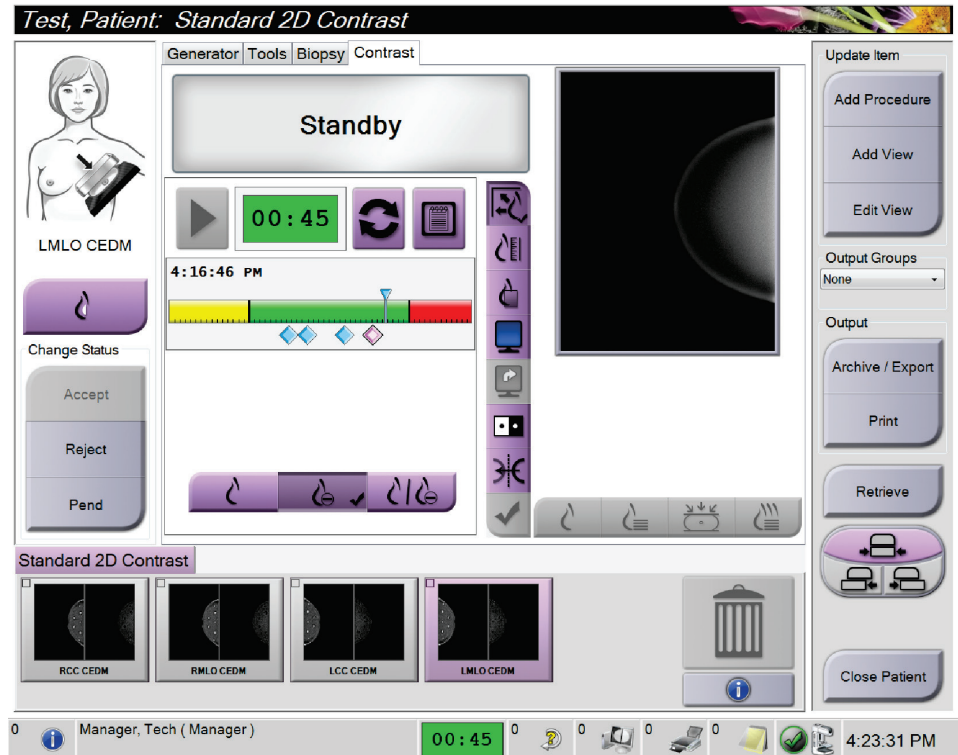 Test, Patient: Standard 2D Contrast
Generator Tools Biopsy Contrast
Standby
LMLO CEDM
00:45
4:16:46 PM
Change Status
Accept
Reject
Pend
Update Item
Add Procedure
Add View
Edit View
Output Groups
None
Output
Archive / Export
Print
Retrieve
Close Patient
Standard 2D Contrast
RCC CEDM
RMLO CEDM
LCC CEDM
LMLO CEDM
0 Manager, Tech ( Manager ) 00:45 0 0 0 0 4:23:31 PM